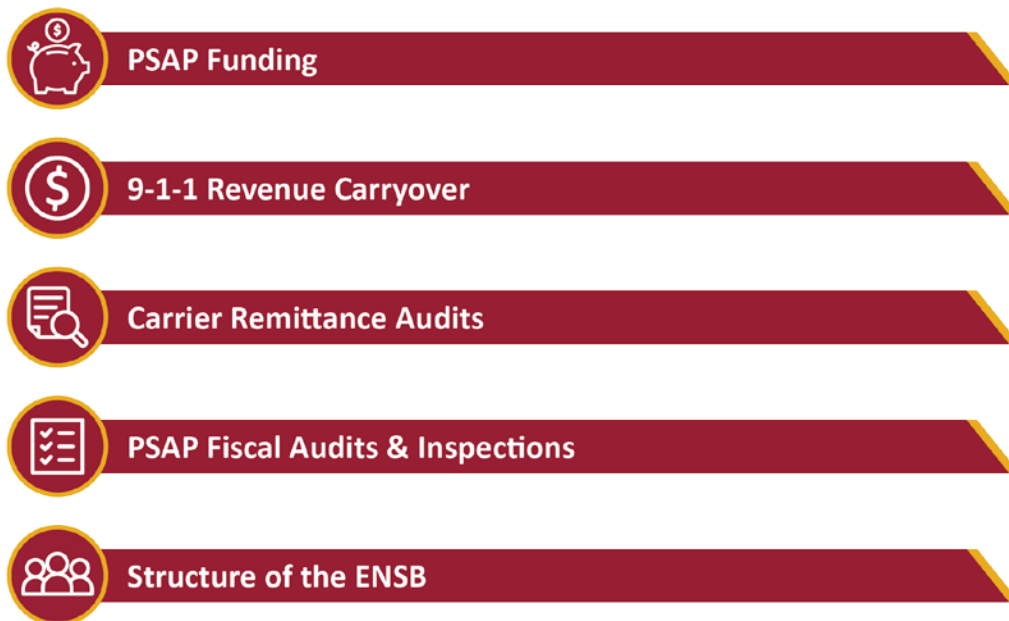 PSAP Funding
9-1-1 Revenue Carryover
Carrier Remittance Audits
PSAP Fiscal Audits & Inspections
Structure of the ENSB